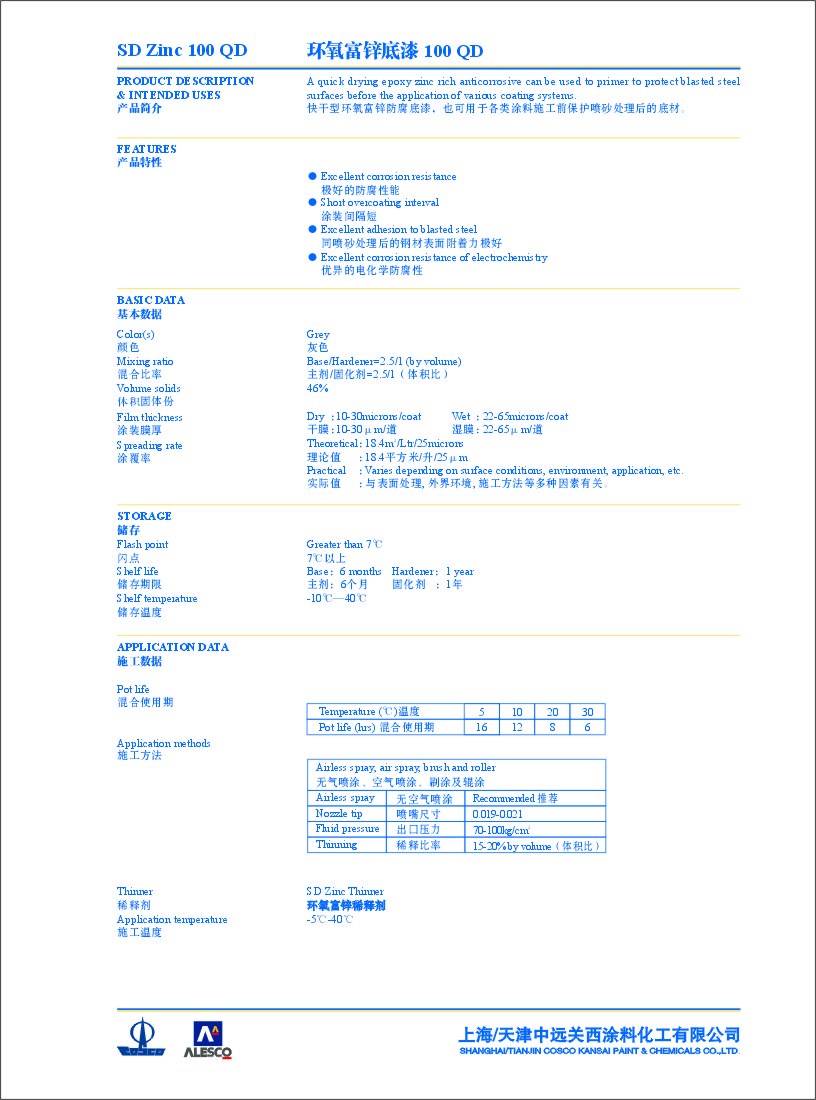 SD Zinc 100 QD 环氧富锌底漆 100 QD
PRODUCT DESCRIPTION A quick drying epoxy zinc rich anticorrosive can be used to primer to protect blasted steel
& INTENDED USES surfaces before the application of various coating systems.
产品简介 快干型环氧富锌防腐底漆、也可用于各类涂料施工前保护喷砂处理后的底材.
FEATURES
产品特性
● Excellent corrosion resistance
极好的防腐性能
● Short overcoating interval
涂装间隔短
● Excellent adhesion to blasted steel
同喷砂处理后的钢材表面附着力极好
● Excellent corrosion resistance of electrochemistry
优异的电化学防腐性
BASIC DATA
基本数据
Color(s) Grey
颜色 灰色
Mixing ratio Base/Hardener=2.5/1 (by volume)
混合比率 主剂/固化剂=2.5/1（体积比）
Volume solids 46%
体积固体份
Film thickness Dry : 10-30microns/coat Wet : 22-65microns/coat
涂装膜厚 干膜:10-30μm/道 湿膜: 22-65μm/道
Spreading rate Theoretical: 18.4m²/Ltr/25microns
涂覆率 理论值 : 18.4平方米/升/25μm
Practical : Varies depending on surface conditions, environment, application, etc.
实际值 : 与表面处理, 外界环境, 施工方法等多种因素有关.
STORAGE
储存
Flash point Greater than 7℃
闪点 7℃以上
Shelf life Base: 6 months Hardener: 1 year
储存期限 主剂: 6个月 固化剂 : 1年
Shelf temperature -10℃—40℃
储存温度
APPLICATION DATA
施工数据
Pot life
混合使用期
Temperature (℃)温度 5 10 20 30
Pot life (hrs) 混合使用期 16 12 8 6
Application methods
施工方法
Airless spray, air spray, brush and roller
无气喷涂、空气喷涂、刷涂及辊涂
Airless spray 无空气喷涂 Recommended 推荐
Nozzle tip 喷嘴尺寸 0.019-0.021
Fluid pressure 出口压力 70-100kg/cm²
Thinning 稀释比率 15-20% by volume（体积比）
Thinner SD Zinc Thinner
稀释剂 环氧富锌稀释剂
Application temperature -5℃-40℃
施工温度
COSCO ALESCO
上海/天津中远关西涂料化工有限公司
SHANGHAI/TIANJIN COSCO KANSAI PAINT & CHEMICALS CO.,LTD.